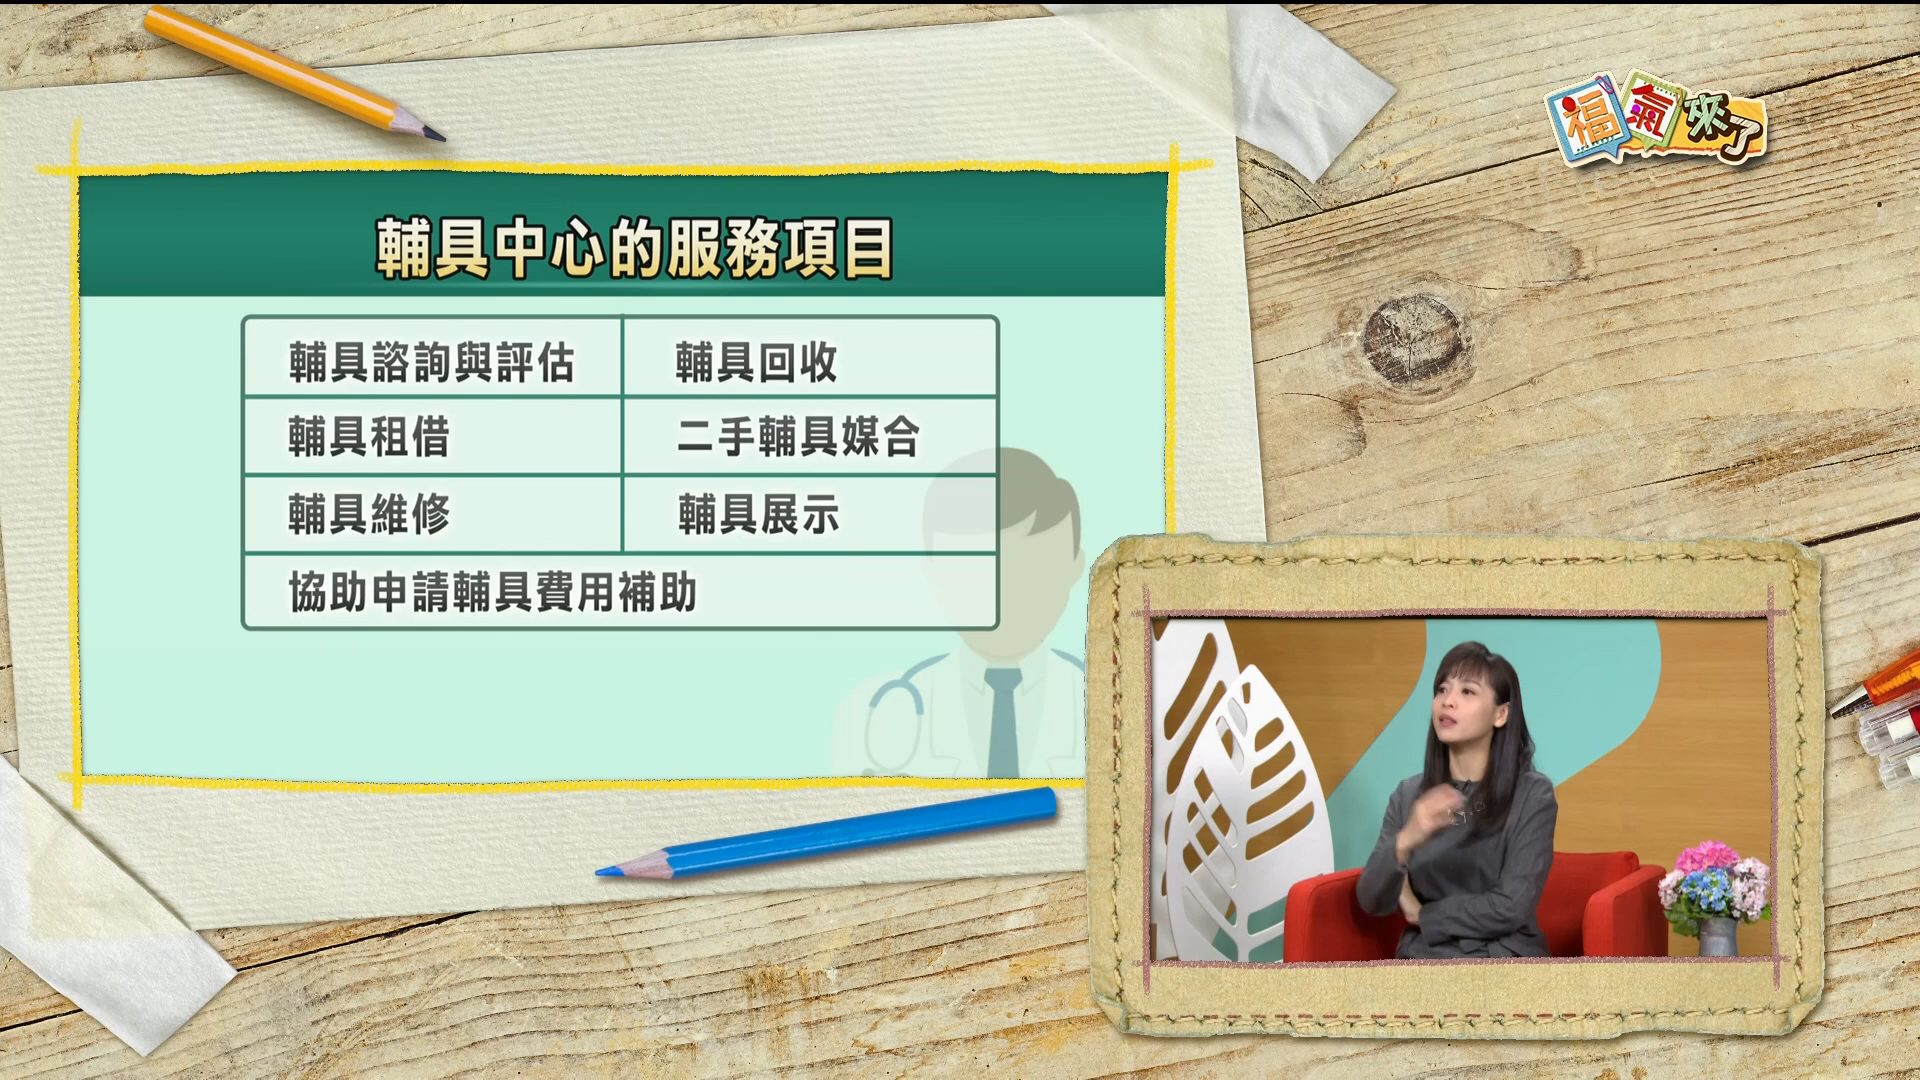 福氣來了
輔具中心的服務項目
輔具諮詢與評估
輔具回收
輔具租借
二手輔具媒合
輔具維修
輔具展示
協助申請輔具費用補助